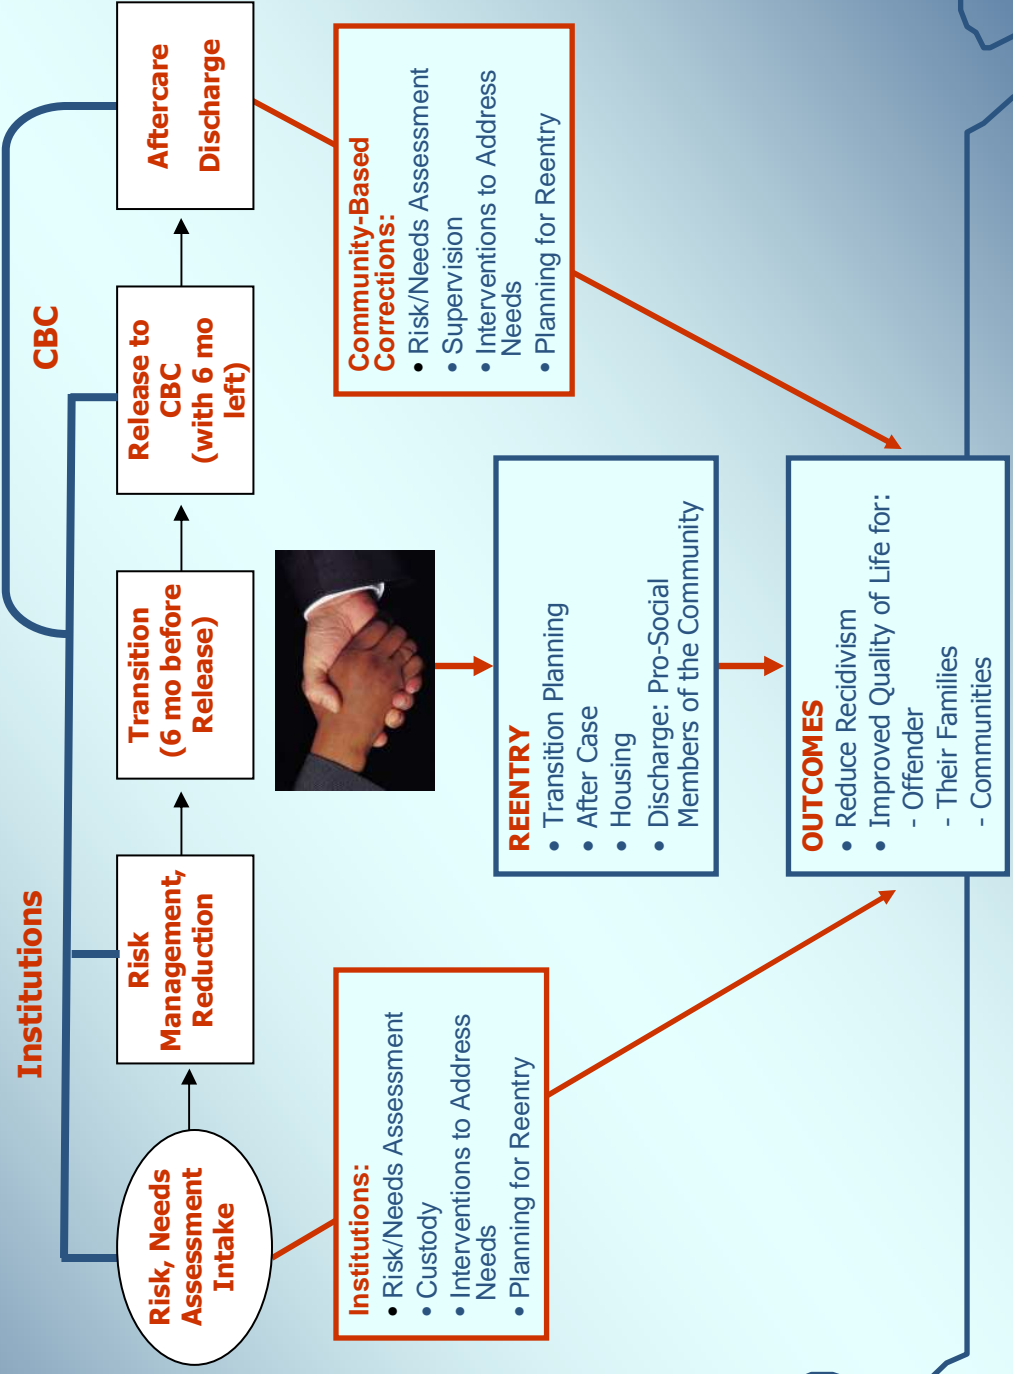 Institutions
CBC
Risk, Needs
Assessment
Intake
Risk
Management,
Reduction
Transition
(6 mo before
Release)
Release to
CBC
(with 6 mo
left)
Aftercare
Discharge
Institutions:
• Risk/Needs Assessment
• Custody
• Interventions to Address
Needs
• Planning for Reentry
REENTRY
• Transition Planning
• After Case
• Housing
• Discharge: Pro-Social
Members of the Community
Community-Based
Corrections:
• Risk/Needs Assessment
• Supervision
• Interventions to Address
Needs
• Planning for Reentry
OUTCOMES
• Reduce Recidivism
• Improved Quality of Life for:
- Offender
- Their Families
- Communities